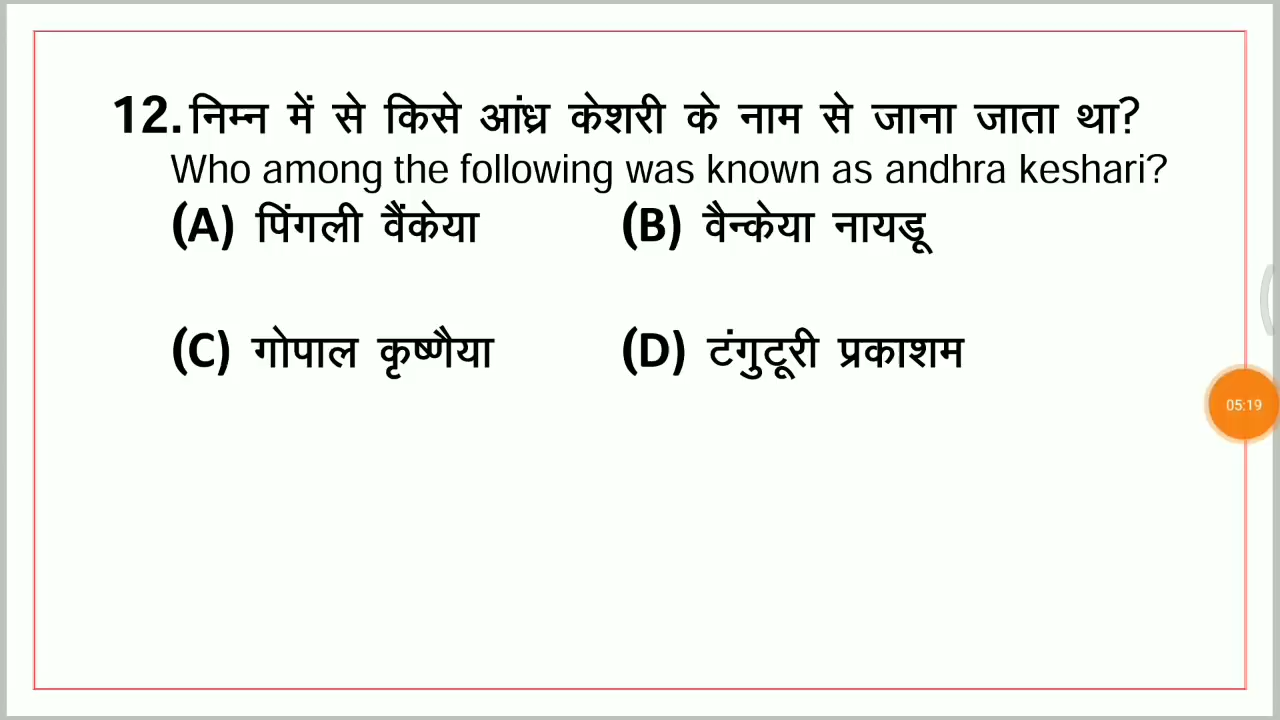 12. निम्न में से किसे आंध्र केशरी के नाम से जाना जाता था?
Who among the following was known as andhra keshari?
(A) पिंगली वैंकेया (B) वैन्केया नायडू
(C) गोपाल कृष्णैया (D) टंगुटूरी प्रकाशम
05:19